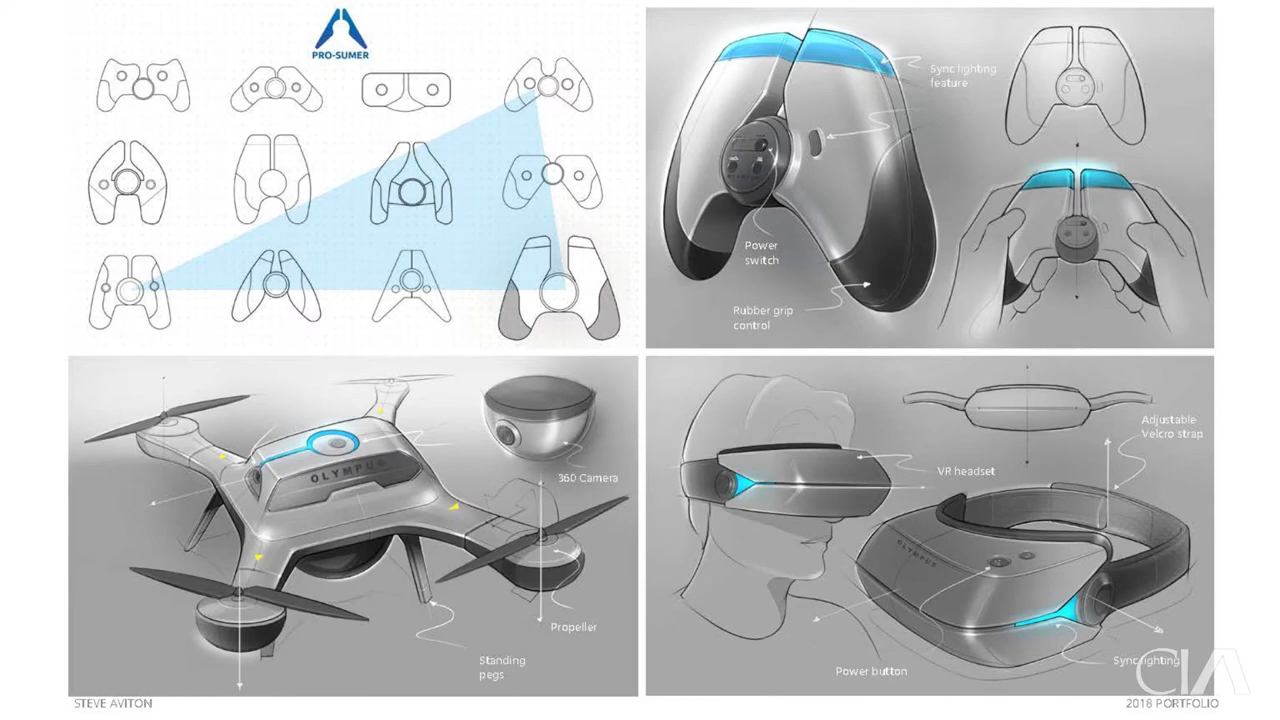 PRO-SUMER
Sync lighting
feature
Power
switch
Rubber grip
control
OLYMPUS
360 Camera
Propeller
Standing
pegs
Adjustable
Velcro strap
VR headset
OLYMPUS
Power button
Sync lighting
CIA
STEVE AVITON
2018 PORTFOLIO